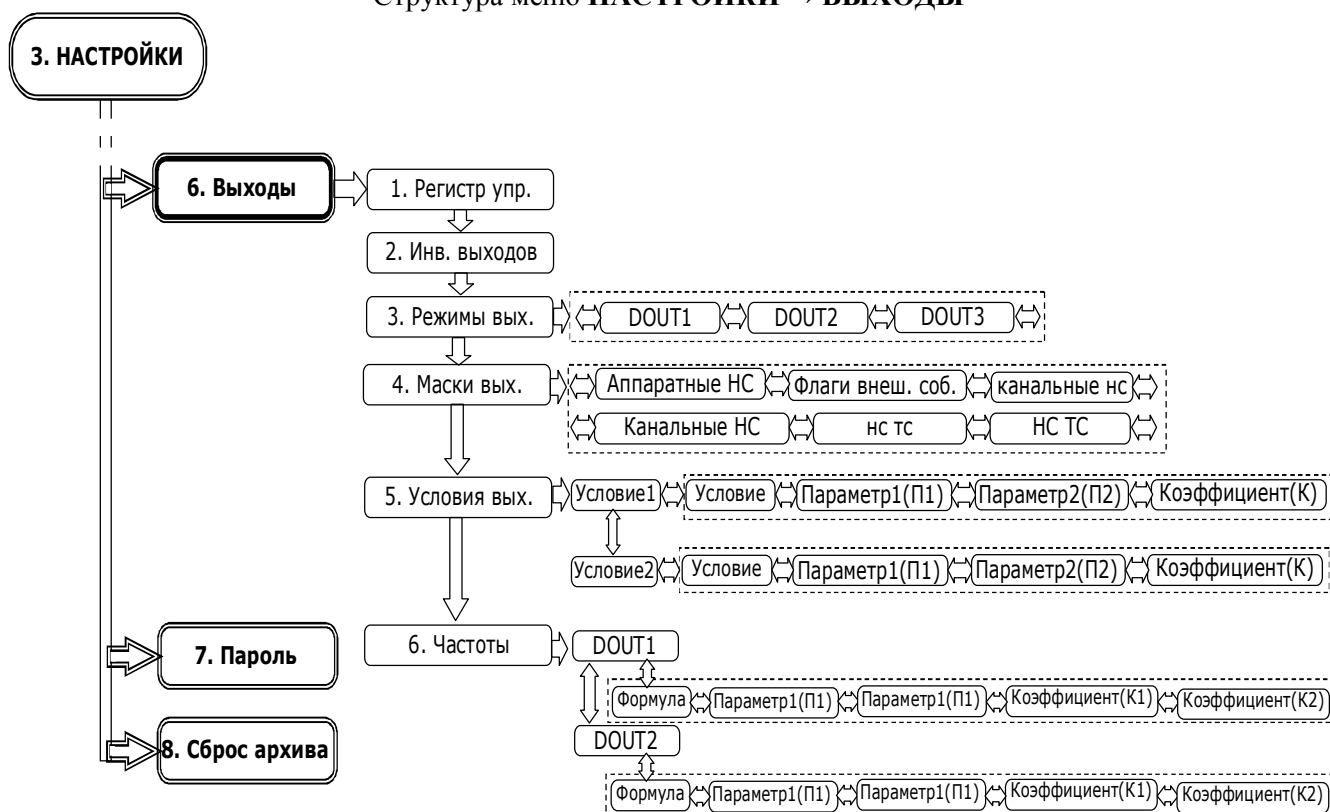 Структура меню НАСТРОЙКИ → ВЫХОДЫ
3. НАСТРОЙКИ
6. Выходы
1. Регистр упр.
2. Инв. выходов
3. Режимы вых.
DOUT1
DOUT2
DOUT3
4. Маски вых.
Аппаратные НС
Флаги внеш. соб.
канальные нс
Канальные НС
нс тс
НС ТС
5. Условия вых.
Условие1
Условие
Параметр1(П1)
Параметр2(П2)
Коэффициент(К)
Условие2
Условие
Параметр1(П1)
Параметр2(П2)
Коэффициент(К)
6. Частоты
DOUT1
7. Пароль
Формула
Параметр1(П1)
Параметр1(П1)
Коэффициент(К1)
Коэффициент(К2)
DOUT2
8. Сброс архива
Формула
Параметр1(П1)
Параметр1(П1)
Коэффициент(К1)
Коэффициент(К2)